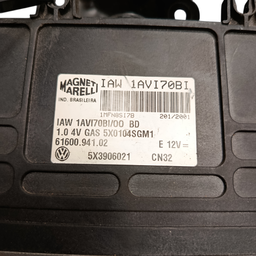 MAGNETI MARELLI
IND. BRASILEIRA
IAW 1AVI70BI
201/2001
IAW 1AVI70BI/00 BD
1.0 4V GAS 5X0104SGM1
61600.941.02 E 12V⎓
5X3906021 CN32